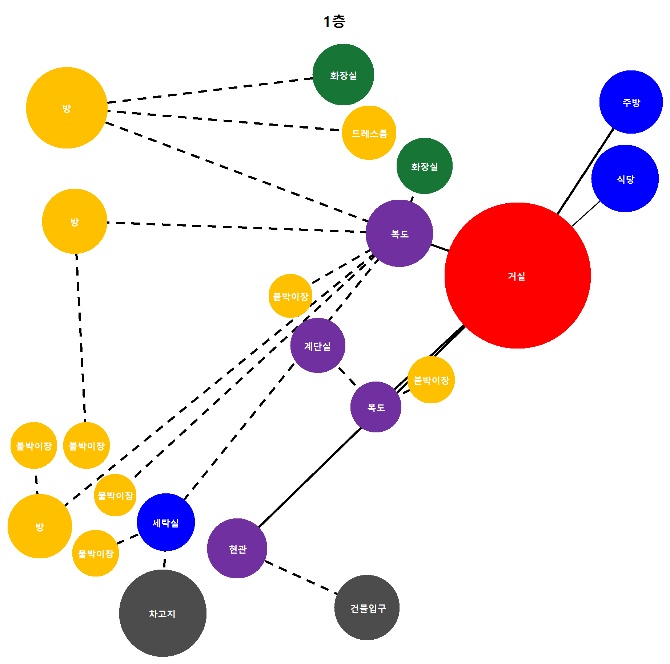 1층
화장실
주방
방
드레스룸
화장실
식당
방
복도
거실
붙박이장
계단실
붙박이장
복도
붙박이장
붙박이장
붙박이장
세탁실
방
현관
붙박이장
차고지
건물입구